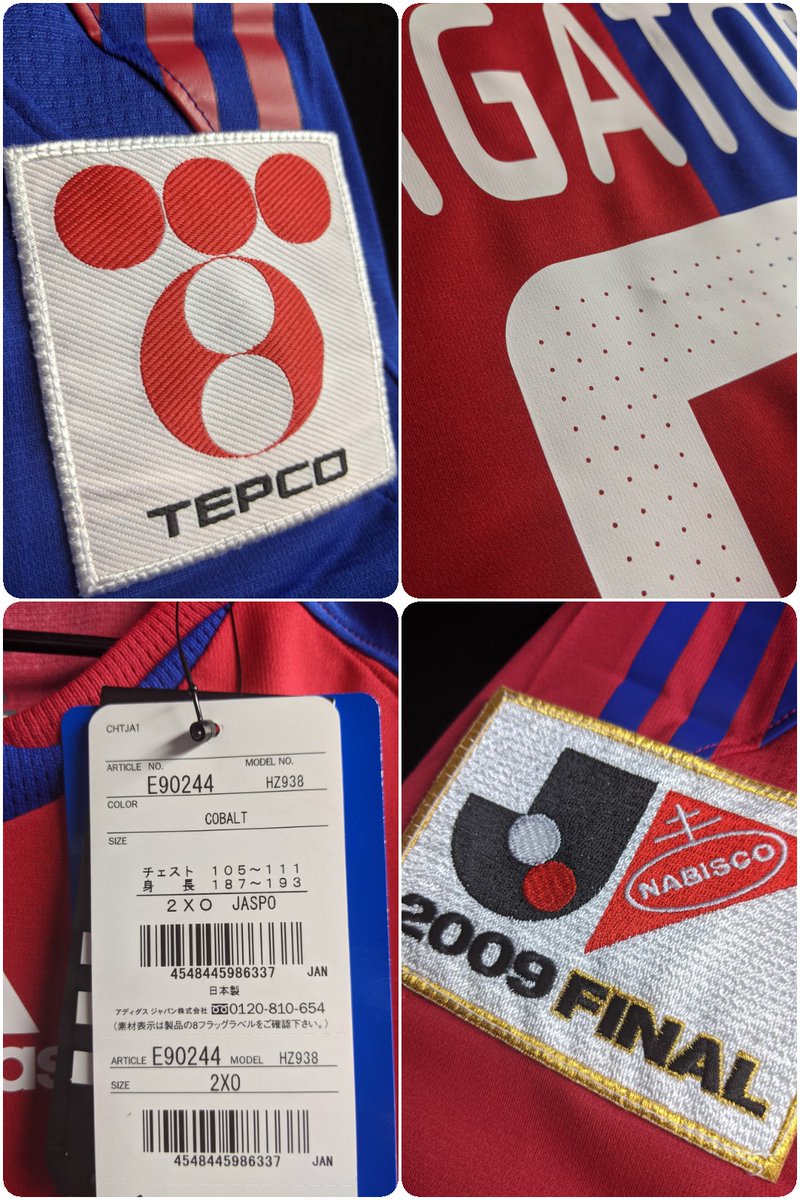 TEPCO
GATO
CHTJA1
ARTICLE NO. MODEL NO.
E90244 HZ938
COLOR
COBALT
SIZE
チェスト 105～111
身 長 187～193
2XO JASPO
4548445986337 JAN
日本製
アディダス ジャパン株式会社 0120-810-654
(素材表示は製品の8フラッグラベルをご確認下さい。)
ARTICLE E90244 MODEL HZ938
SIZE 2XO
4548445986337 JAN
das
J
NABISCO
2009 FINAL